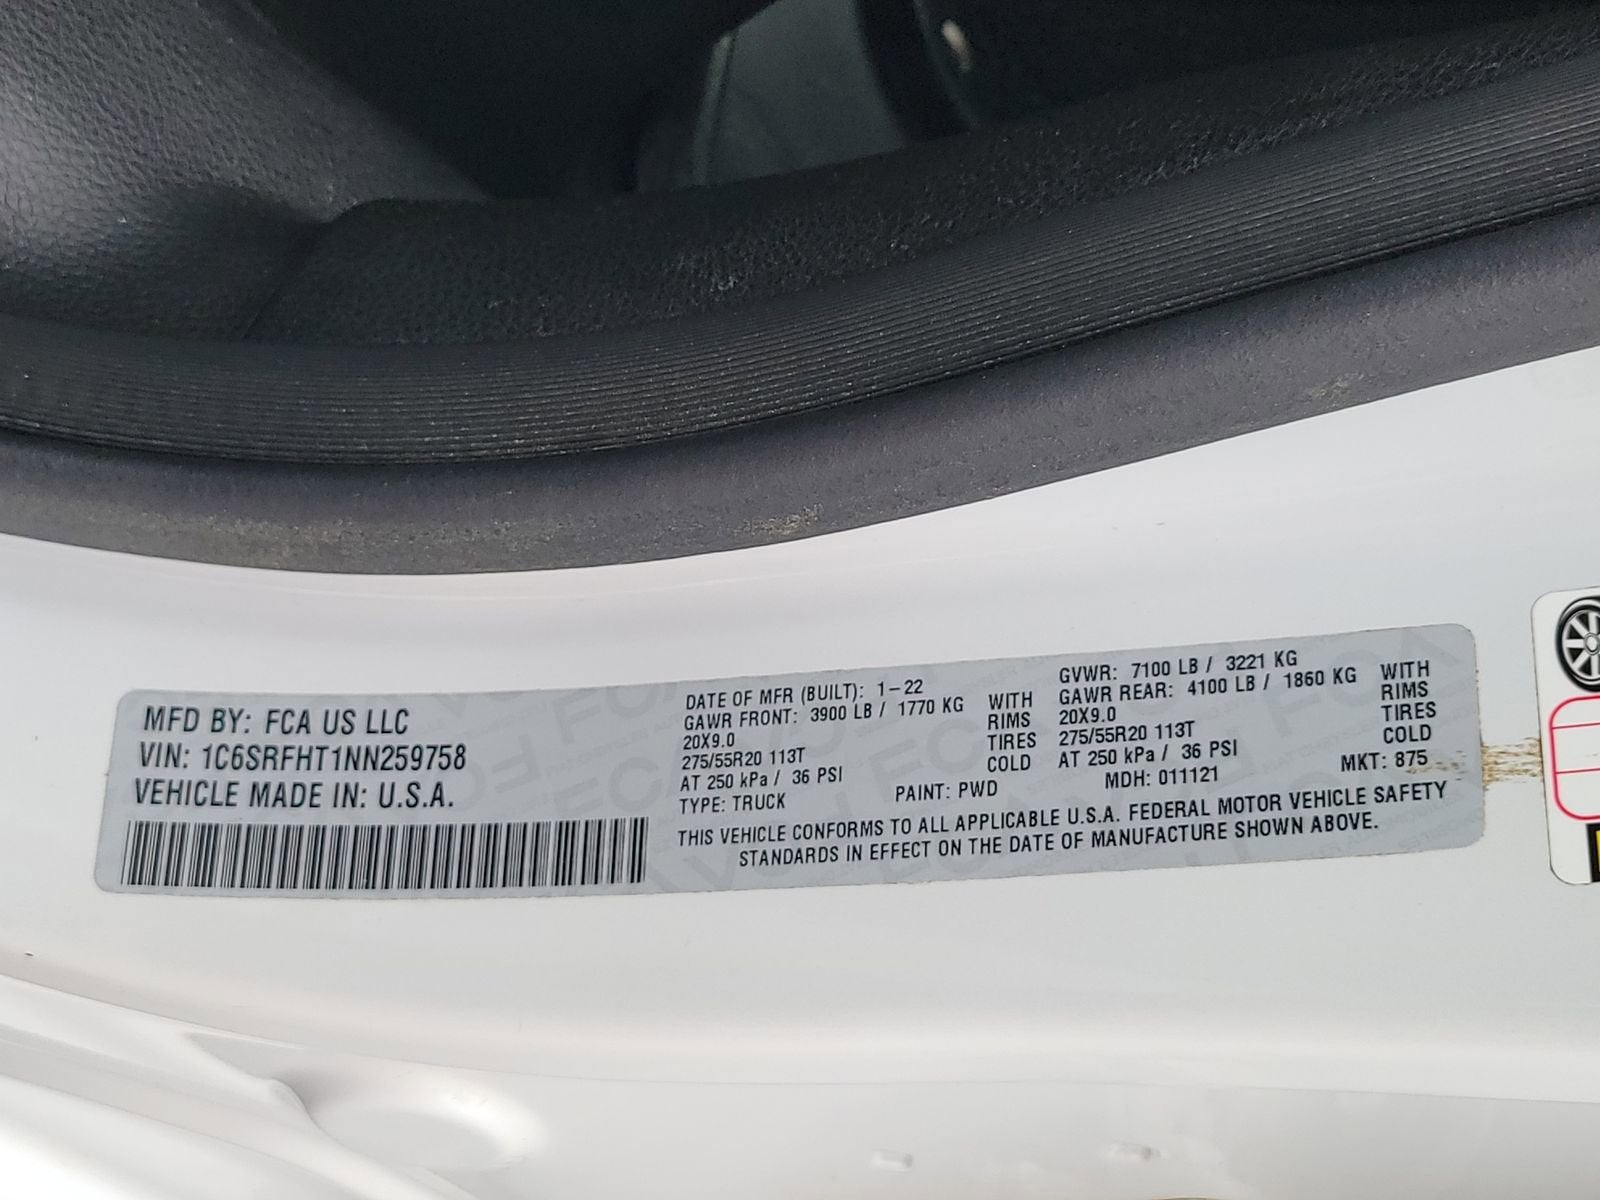 MFD BY: FCA US LLC
VIN: 1C6SRFHT1NN259758
VEHICLE MADE IN: U.S.A.
DATE OF MFR (BUILT): 1-22
GAWR FRONT: 3900 LB / 1770 KG WITH
20X9.0 RIMS
275/55R20 113T TIRES
AT 250 kPa / 36 PSI COLD
GVWR: 7100 LB / 3221 KG
GAWR REAR: 4100 LB / 1860 KG WITH
20X9.0 RIMS
275/55R20 113T TIRES
AT 250 kPa / 36 PSI COLD
TYPE: TRUCK PAINT: PWD MDH: 011121 MKT: 875
THIS VEHICLE CONFORMS TO ALL APPLICABLE U.S.A. FEDERAL MOTOR VEHICLE SAFETY
STANDARDS IN EFFECT ON THE DATE OF MANUFACTURE SHOWN ABOVE.